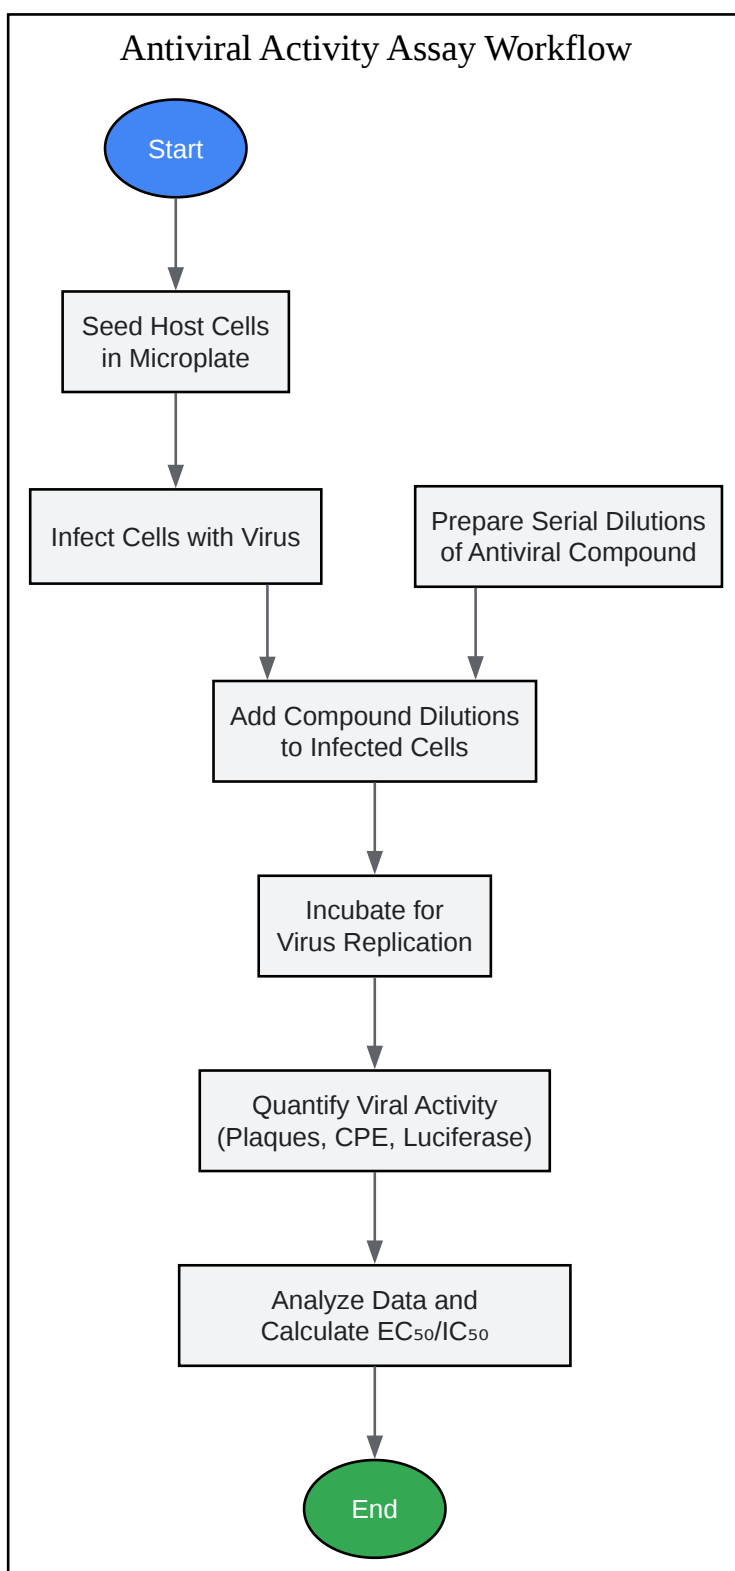 Antiviral Activity Assay Workflow
Start
Seed Host Cells
in Microplate
Infect Cells with Virus
Prepare Serial Dilutions
of Antiviral Compound
Add Compound Dilutions
to Infected Cells
Incubate for
Virus Replication
Quantify Viral Activity
(Plaques, CPE, Luciferase)
Analyze Data and
Calculate EC₅₀/IC₅₀
End